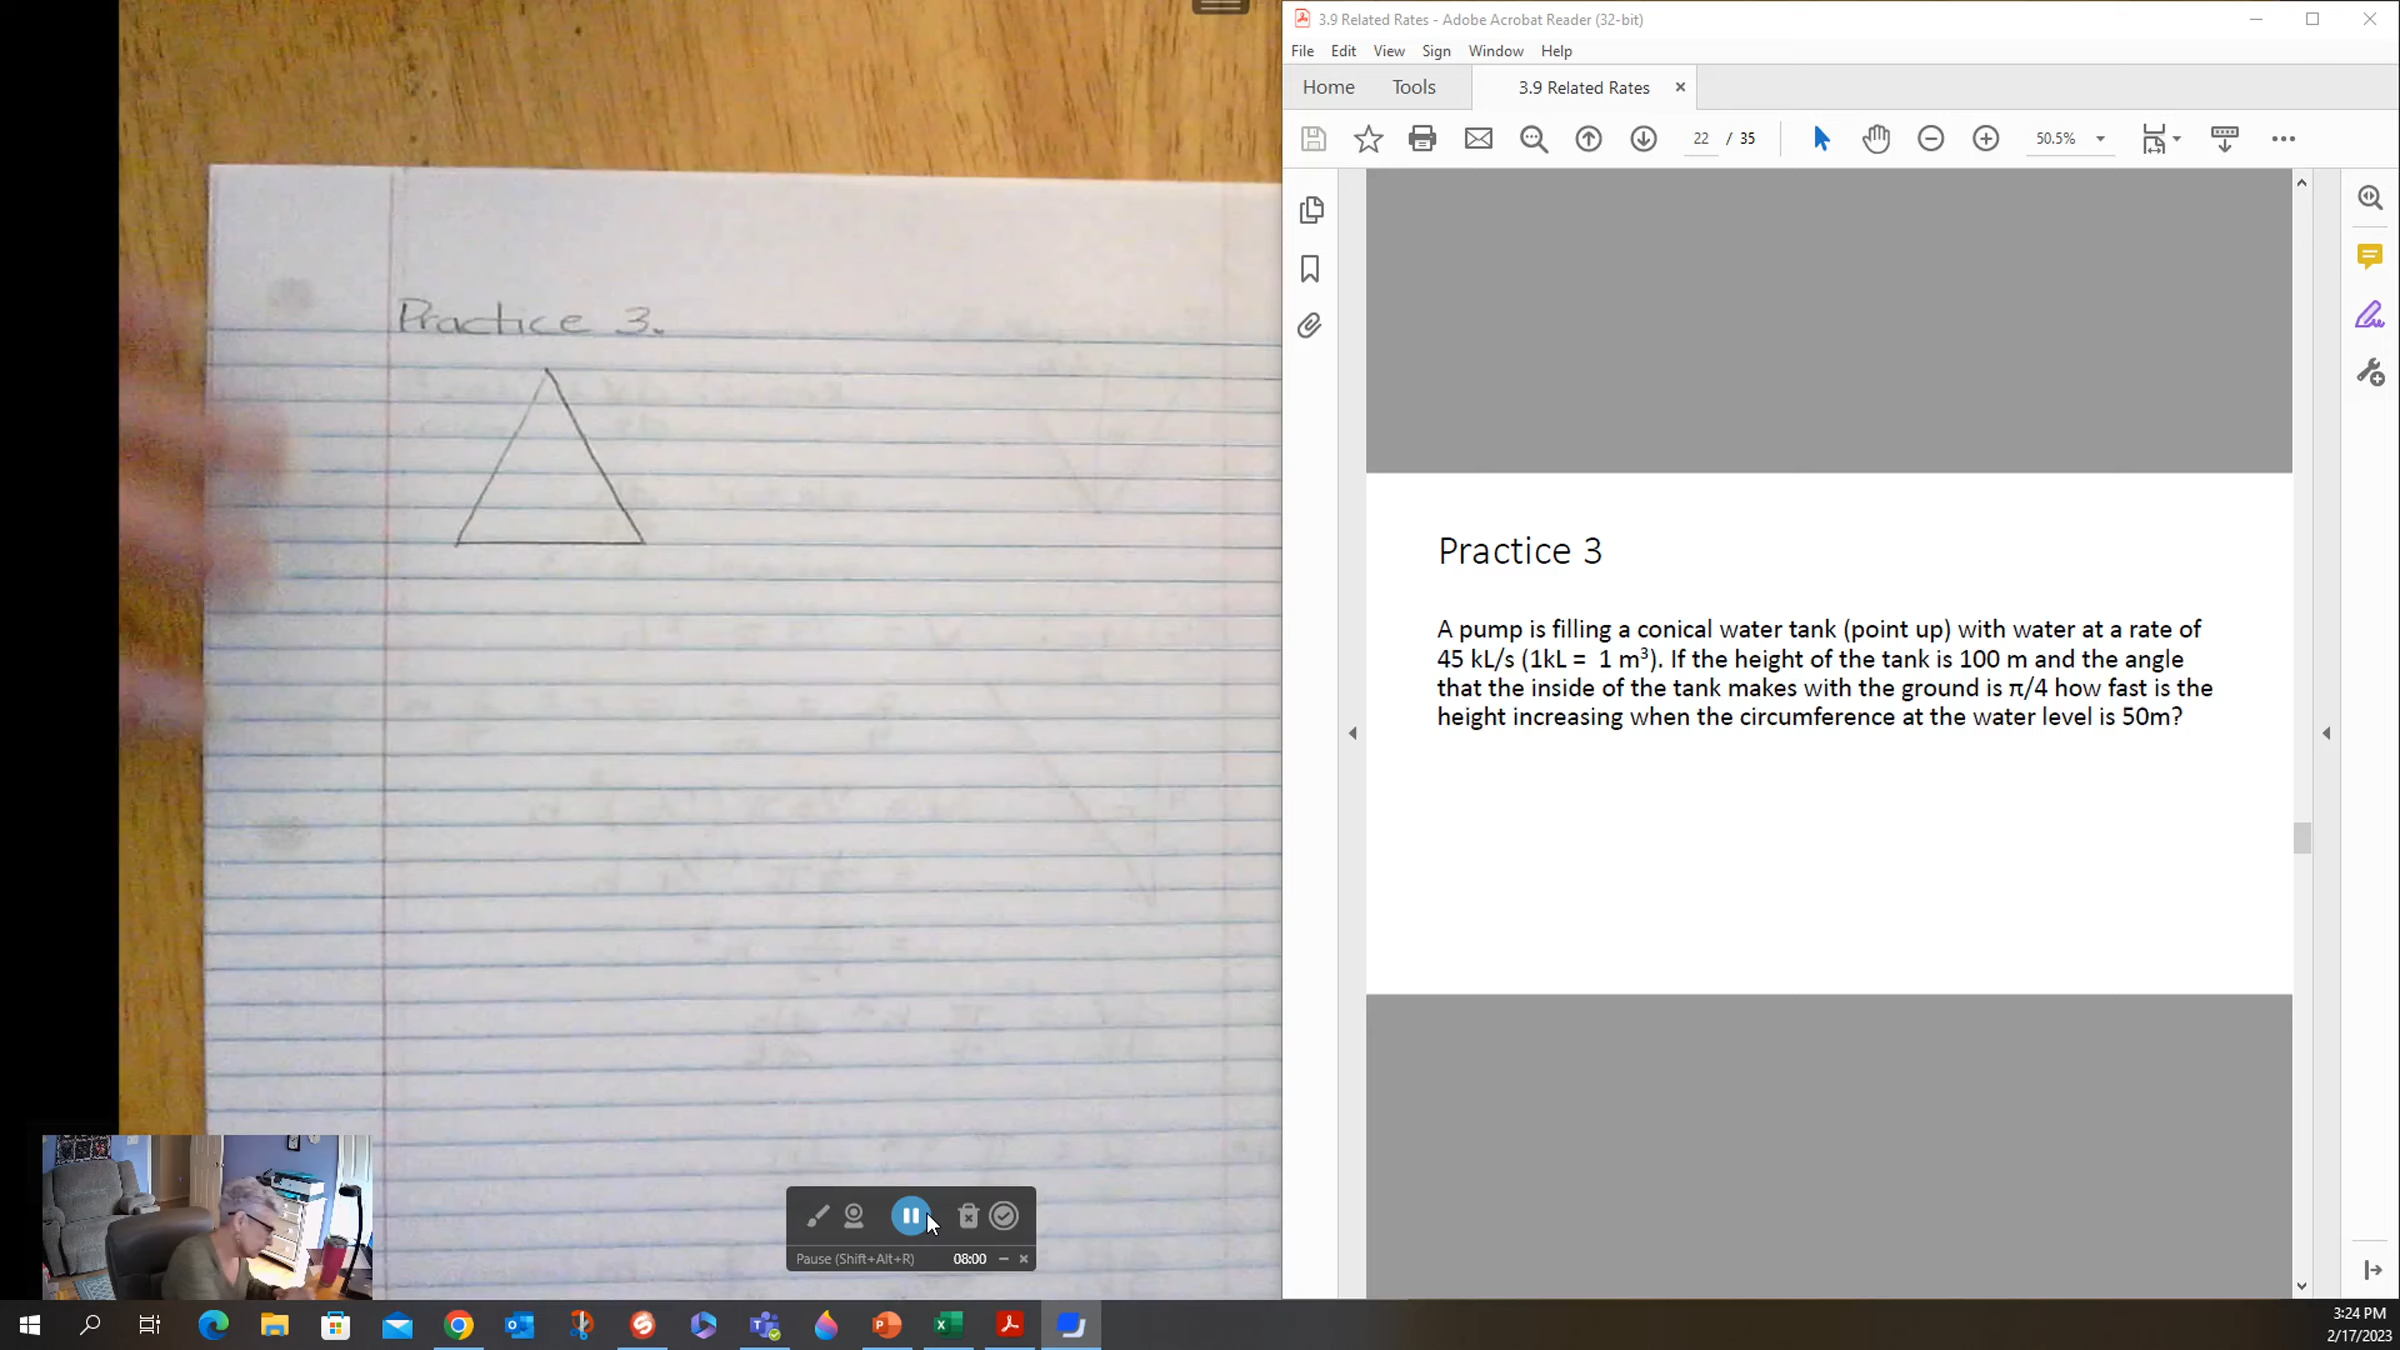 3.9 Related Rates - Adobe Acrobat Reader (32-bit)
File Edit View Sign Window Help
Home Tools 3.9 Related Rates ×
22 / 35 50.5%
Practice 3.
Practice 3
A pump is filling a conical water tank (point up) with water at a rate of
45 kL/s (1kL = 1 m³). If the height of the tank is 100 m and the angle
that the inside of the tank makes with the ground is π/4 how fast is the
height increasing when the circumference at the water level is 50m?
Pause (Shift+Alt+R) 08:00
3:24 PM
2/17/2023